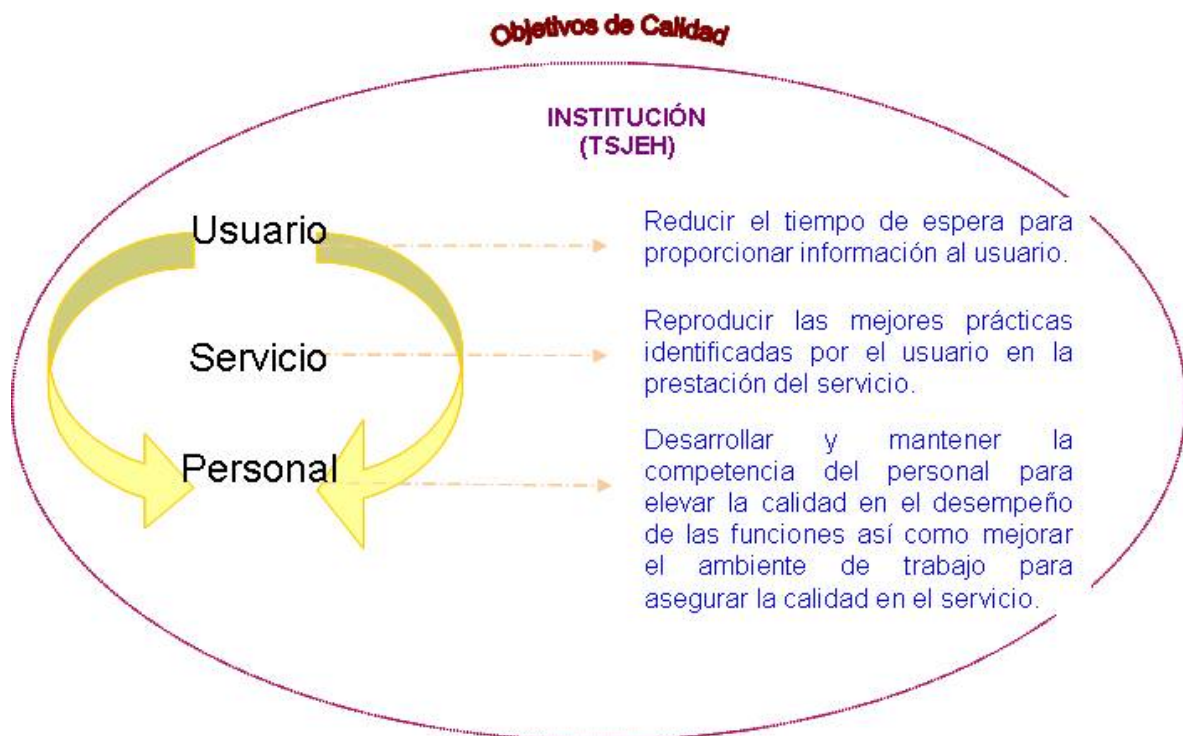 Objetivos de Calidad
INSTITUCIÓN
(TSJEH)
Usuario
Reducir el tiempo de espera para
proporcionar información al usuario.
Servicio
Reproducir las mejores prácticas
identificadas por el usuario en la
prestación del servicio.
Personal
Desarrollar y mantener la
competencia del personal para
elevar la calidad en el desempeño
de las funciones así como mejorar
el ambiente de trabajo para
asegurar la calidad en el servicio.